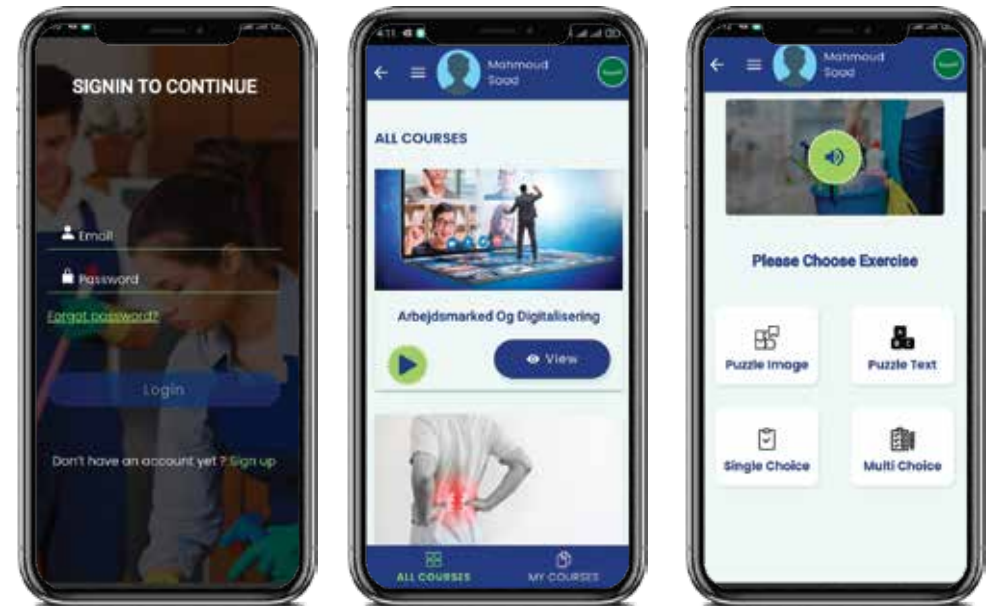 SIGNIN TO CONTINUE
Email
Password
Forgot password?
Login
Don't have an account yet ? Sign up
4:11
Mahmoud
Saad
ALL COURSES
Arbejdsmarked Og Digitalisering
View
ALL COURSES
MY COURSES
Mahmoud
Saad
Please Choose Exercise
Puzzle Image
Puzzle Text
Single Choice
Multi Choice